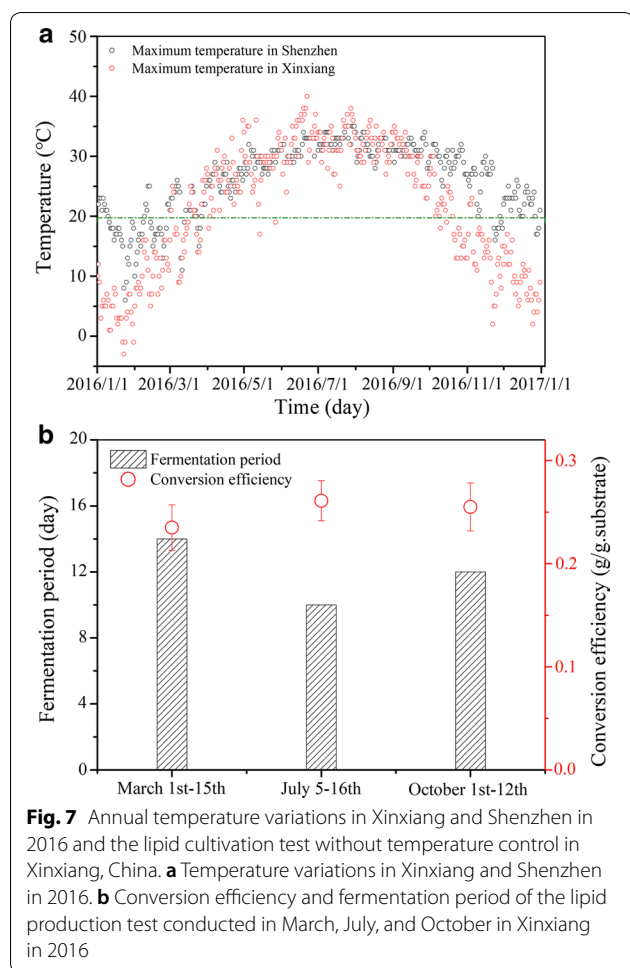 a
50
40
30
20
10
0
Temperature (°C)
Maximum temperature in Shenzhen
Maximum temperature in Xinxiang
2016/1/1 2016/3/1 2016/5/1 2016/7/1 2016/9/1 2016/11/1 2017/1/1
Time (day)
b
20
16
12
8
4
0
Fermentation period (day)
Fermentation period
Conversion efficiency
0.3
0.2
0.1
0.0
Conversion efficiency (g/g.substrate)
March 1st-15th July 5-16th October 1st-12th
Fig. 7 Annual temperature variations in Xinxiang and Shenzhen in
2016 and the lipid cultivation test without temperature control in
Xinxiang, China. a Temperature variations in Xinxiang and Shenzhen
in 2016. b Conversion efficiency and fermentation period of the lipid
production test conducted in March, July, and October in Xinxiang
in 2016